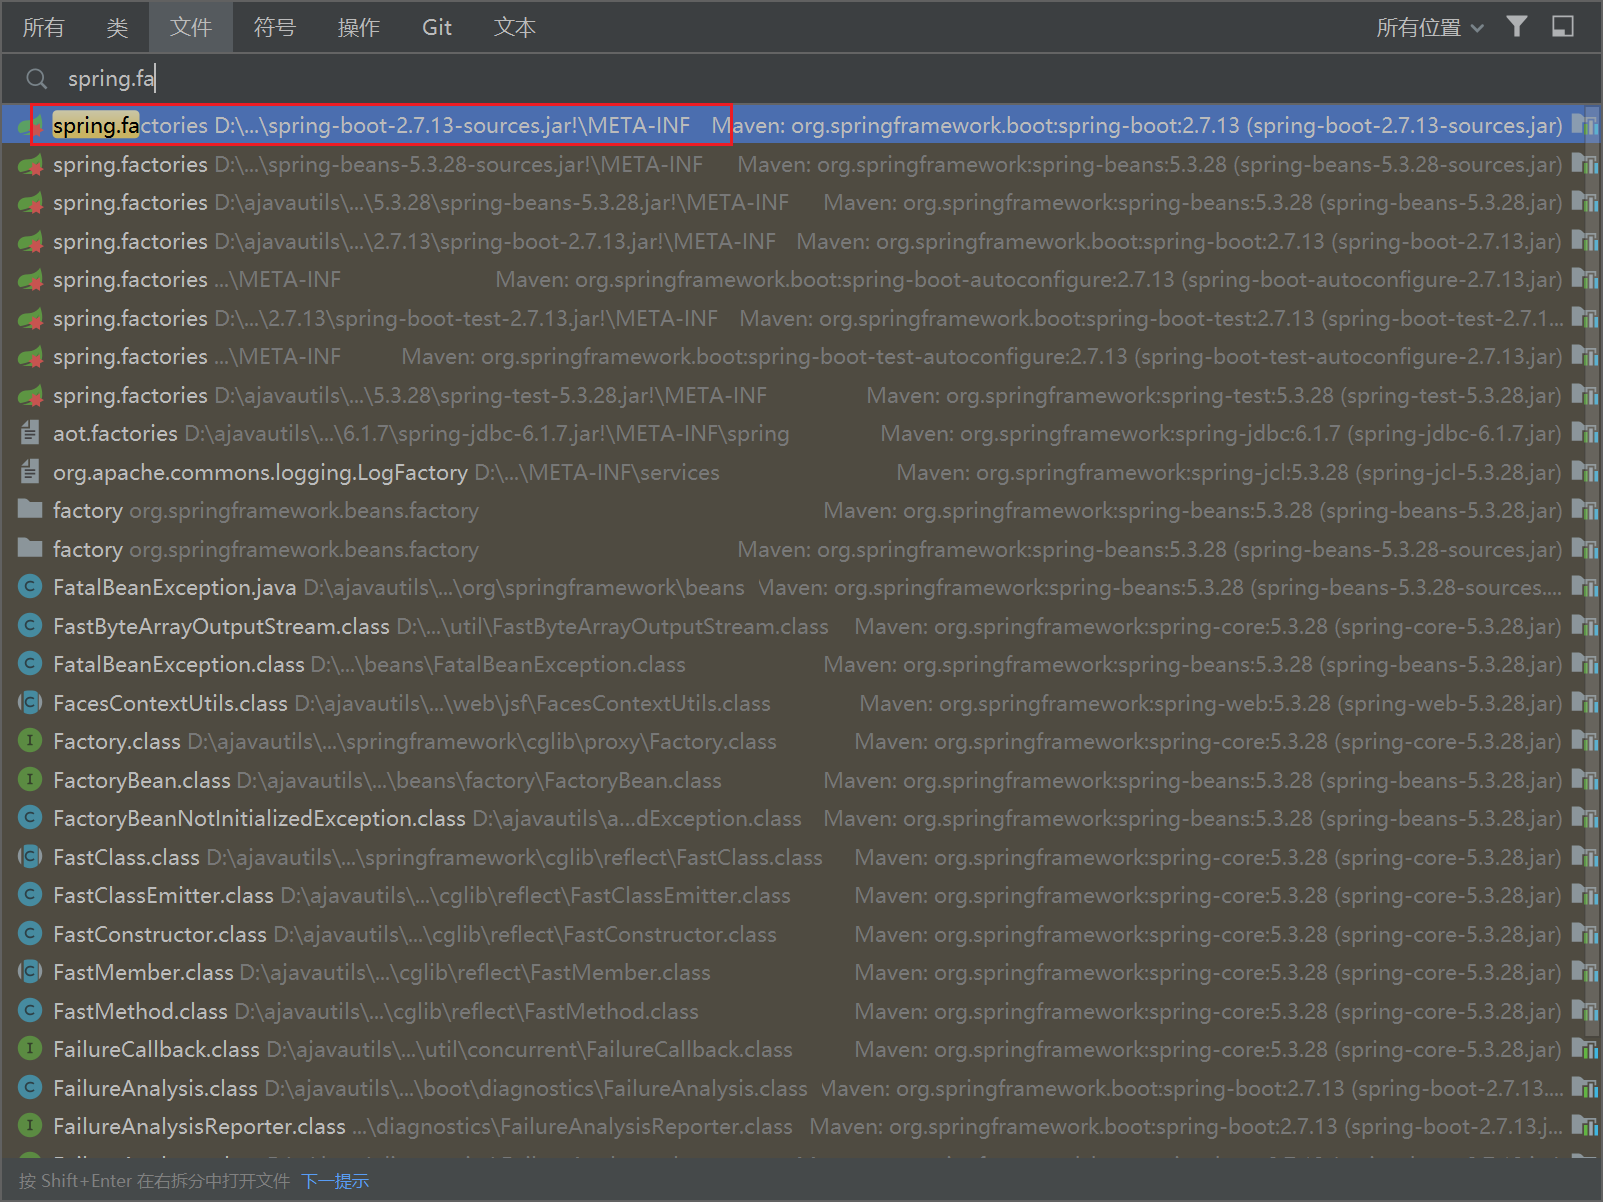 所有 类 文件 符号 操作 Git 文本 所有位置
spring.fa
spring.factories D:\...\spring-boot-2.7.13-sources.jar!\META-INF Maven: org.springframework.boot:spring-boot:2.7.13 (spring-boot-2.7.13-sources.jar)
spring.factories D:\...\spring-beans-5.3.28-sources.jar!\META-INF Maven: org.springframework:spring-beans:5.3.28 (spring-beans-5.3.28-sources.jar)
spring.factories D:\ajavautils\...\5.3.28\spring-beans-5.3.28.jar!\META-INF Maven: org.springframework:spring-beans:5.3.28 (spring-beans-5.3.28.jar)
spring.factories D:\ajavautils\...\2.7.13\spring-boot-2.7.13.jar!\META-INF Maven: org.springframework.boot:spring-boot:2.7.13 (spring-boot-2.7.13.jar)
spring.factories ...\META-INF Maven: org.springframework.boot:spring-boot-autoconfigure:2.7.13 (spring-boot-autoconfigure-2.7.13.jar)
spring.factories D:\...\2.7.13\spring-boot-test-2.7.13.jar!\META-INF Maven: org.springframework.boot:spring-boot-test:2.7.13 (spring-boot-test-2.7.1...
spring.factories ...\META-INF Maven: org.springframework.boot:spring-boot-test-autoconfigure:2.7.13 (spring-boot-test-autoconfigure-2.7.13.jar)
spring.factories D:\ajavautils\...\5.3.28\spring-test-5.3.28.jar!\META-INF Maven: org.springframework:spring-test:5.3.28 (spring-test-5.3.28.jar)
aot.factories D:\ajavautils\...\6.1.7\spring-jdbc-6.1.7.jar!\META-INF\spring Maven: org.springframework:spring-jdbc:6.1.7 (spring-jdbc-6.1.7.jar)
org.apache.commons.logging.LogFactory D:\...\META-INF\services Maven: org.springframework:spring-jcl:5.3.28 (spring-jcl-5.3.28.jar)
factory org.springframework.beans.factory Maven: org.springframework:spring-beans:5.3.28 (spring-beans-5.3.28.jar)
factory org.springframework.beans.factory Maven: org.springframework:spring-beans:5.3.28 (spring-beans-5.3.28-sources.jar)
FatalBeanException.java D:\ajavautils\...\org\springframework\beans Maven: org.springframework:spring-beans:5.3.28 (spring-beans-5.3.28-sources....
FastByteArrayOutputStream.class D:\...\util\FastByteArrayOutputStream.class Maven: org.springframework:spring-core:5.3.28 (spring-core-5.3.28.jar)
FatalBeanException.class D:\...\beans\FatalBeanException.class Maven: org.springframework:spring-beans:5.3.28 (spring-beans-5.3.28.jar)
FacesContextUtils.class D:\ajavautils\...\web\jsf\FacesContextUtils.class Maven: org.springframework:spring-web:5.3.28 (spring-web-5.3.28.jar)
Factory.class D:\ajavautils\...\springframework\cglib\proxy\Factory.class Maven: org.springframework:spring-core:5.3.28 (spring-core-5.3.28.jar)
FactoryBean.class D:\ajavautils\...\beans\factory\FactoryBean.class Maven: org.springframework:spring-beans:5.3.28 (spring-beans-5.3.28.jar)
FactoryBeanNotInitializedException.class D:\ajavautils\a...dException.class Maven: org.springframework:spring-beans:5.3.28 (spring-beans-5.3.28.jar)
FastClass.class D:\ajavautils\...\springframework\cglib\reflect\FastClass.class Maven: org.springframework:spring-core:5.3.28 (spring-core-5.3.28.jar)
FastClassEmitter.class D:\ajavautils\...\cglib\reflect\FastClassEmitter.class Maven: org.springframework:spring-core:5.3.28 (spring-core-5.3.28.jar)
FastConstructor.class D:\ajavautils\...\cglib\reflect\FastConstructor.class Maven: org.springframework:spring-core:5.3.28 (spring-core-5.3.28.jar)
FastMember.class D:\ajavautils\...\cglib\reflect\FastMember.class Maven: org.springframework:spring-core:5.3.28 (spring-core-5.3.28.jar)
FastMethod.class D:\ajavautils\...\cglib\reflect\FastMethod.class Maven: org.springframework:spring-core:5.3.28 (spring-core-5.3.28.jar)
FailureCallback.class D:\ajavautils\...\util\concurrent\FailureCallback.class Maven: org.springframework:spring-core:5.3.28 (spring-core-5.3.28.jar)
FailureAnalysis.class D:\ajavautils\...\boot\diagnostics\FailureAnalysis.class Maven: org.springframework.boot:spring-boot:2.7.13 (spring-boot-2.7.13....
FailureAnalysisReporter.class ...\diagnostics\FailureAnalysisReporter.class Maven: org.springframework.boot:spring-boot:2.7.13 (spring-boot-2.7.13.j...
按 Shift+Enter 在右拆分中打开文件 下一提示